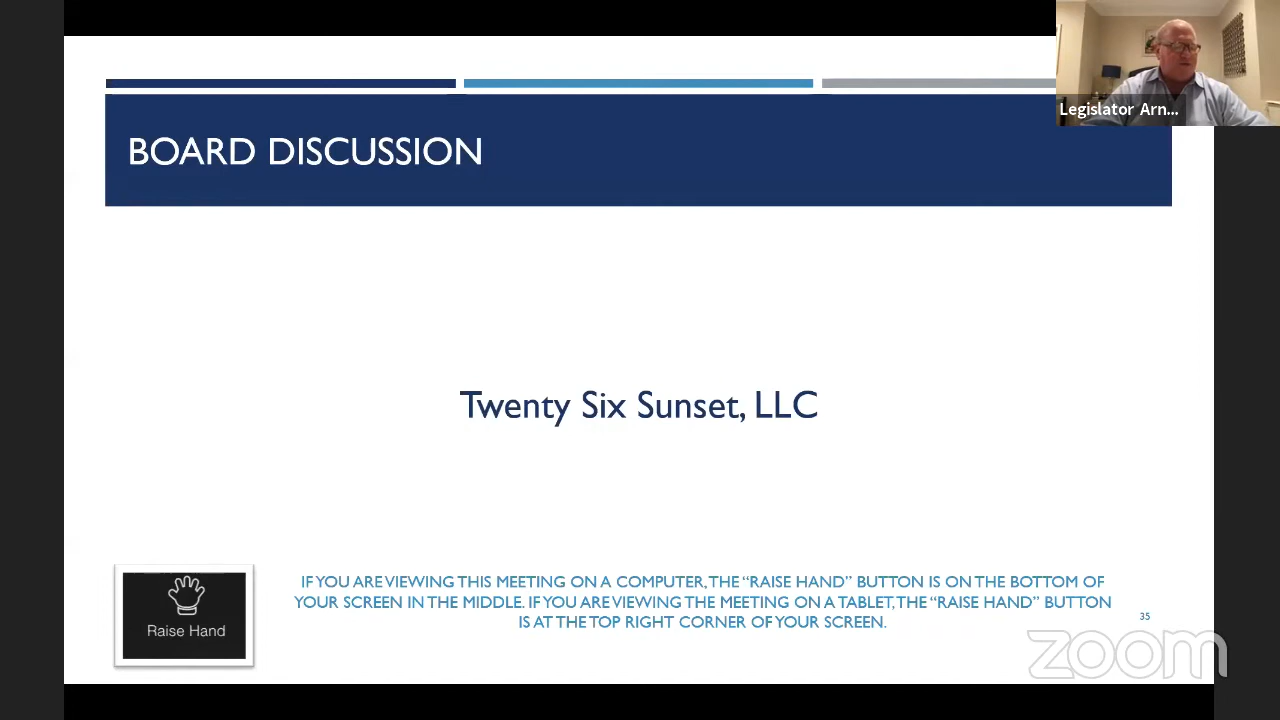 Legislator Arn...
BOARD DISCUSSION
Twenty Six Sunset, LLC
Raise Hand
IF YOU ARE VIEWING THIS MEETING ON A COMPUTER, THE “RAISE HAND” BUTTON IS ON THE BOTTOM OF
YOUR SCREEN IN THE MIDDLE. IF YOU ARE VIEWING THE MEETING ON A TABLET, THE “RAISE HAND” BUTTON
IS AT THE TOP RIGHT CORNER OF YOUR SCREEN.
35
zoom